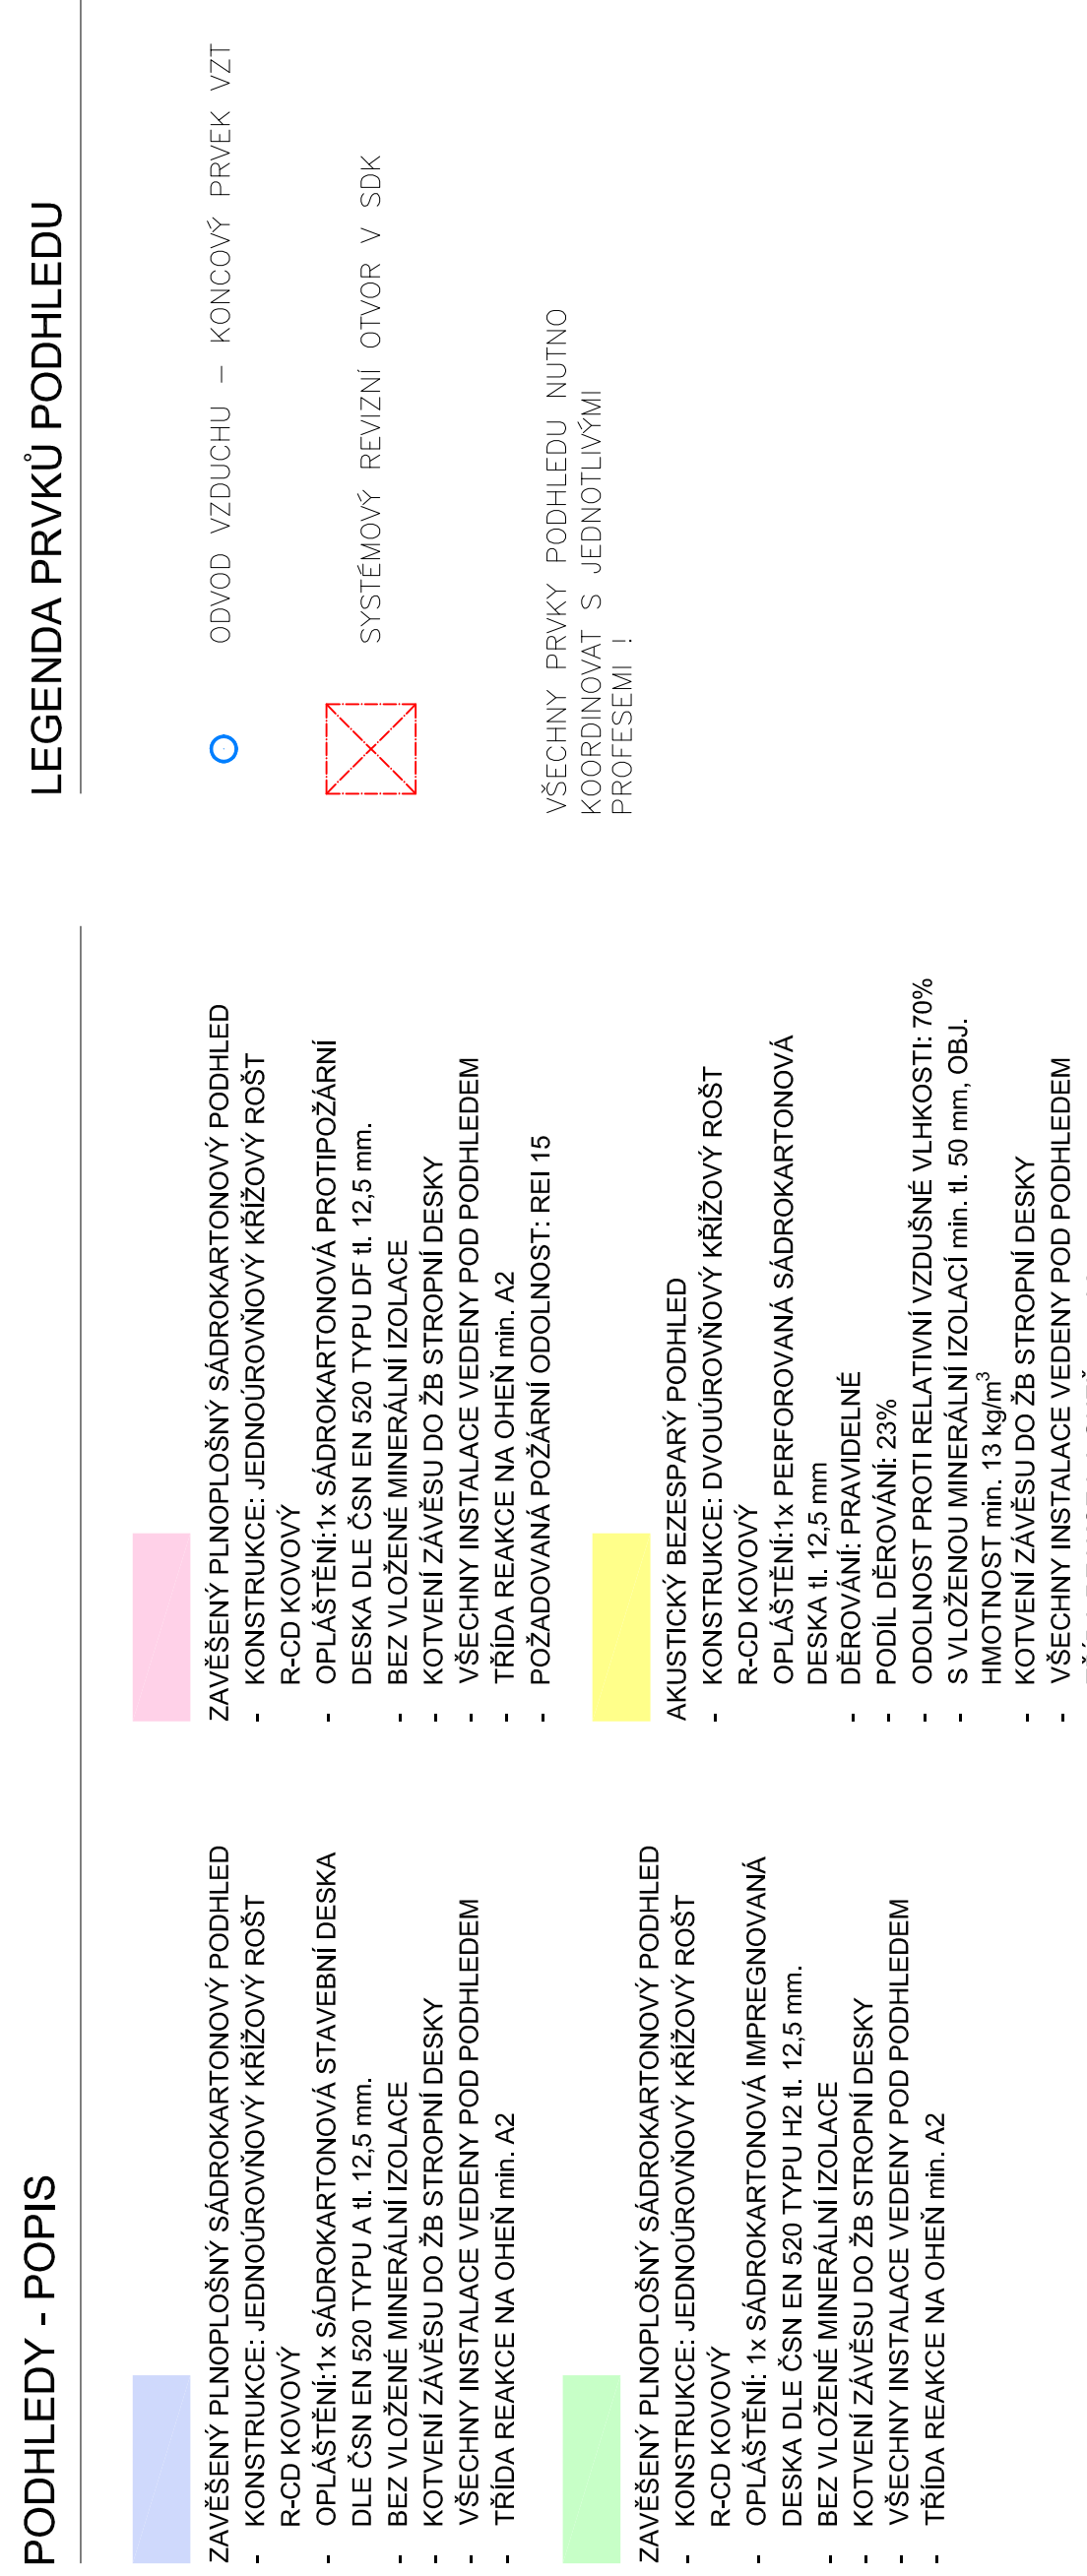 PODHLEDY - POPIS
ZAVĚŠENÝ PLNOPLOŠNÝ SÁDROKARTONOVÝ PODHLED
- KONSTRUKCE: JEDNOÚROVŇOVÝ KŘÍŽOVÝ ROŠT
R-CD KOVOVÝ
- OPLÁŠTĚNÍ:1x SÁDROKARTONOVÁ STAVEBNÍ DESKA
DLE ČSN EN 520 TYPU A tl. 12,5 mm.
- BEZ VLOŽENÉ MINERÁLNÍ IZOLACE
- KOTVENÍ ZÁVĚSU DO ŽB STROPNÍ DESKY
- VŠECHNY INSTALACE VEDENY POD PODHLEDEM
- TŘÍDA REAKCE NA OHEŇ min. A2
ZAVĚŠENÝ PLNOPLOŠNÝ SÁDROKARTONOVÝ PODHLED
- KONSTRUKCE: JEDNOÚROVŇOVÝ KŘÍŽOVÝ ROŠT
R-CD KOVOVÝ
- OPLÁŠTĚNÍ: 1x SÁDROKARTONOVÁ IMPREGNOVANÁ
DESKA DLE ČSN EN 520 TYPU H2 tl. 12,5 mm.
- BEZ VLOŽENÉ MINERÁLNÍ IZOLACE
- KOTVENÍ ZÁVĚSU DO ŽB STROPNÍ DESKY
- VŠECHNY INSTALACE VEDENY POD PODHLEDEM
- TŘÍDA REAKCE NA OHEŇ min. A2
ZAVĚŠENÝ PLNOPLOŠNÝ SÁDROKARTONOVÝ PODHLED
- KONSTRUKCE: JEDNOÚROVŇOVÝ KŘÍŽOVÝ ROŠT
R-CD KOVOVÝ
- OPLÁŠTĚNÍ:1x SÁDROKARTONOVÁ PROTIPOŽÁRNÍ
DESKA DLE ČSN EN 520 TYPU DF tl. 12,5 mm.
- BEZ VLOŽENÉ MINERÁLNÍ IZOLACE
- KOTVENÍ ZÁVĚSU DO ŽB STROPNÍ DESKY
- VŠECHNY INSTALACE VEDENY POD PODHLEDEM
- TŘÍDA REAKCE NA OHEŇ min. A2
- POŽADOVANÁ POŽÁRNÍ ODOLNOST: REI 15
AKUSTICKÝ BEZESPARÝ PODHLED
- KONSTRUKCE: DVOUÚROVŇOVÝ KŘÍŽOVÝ ROŠT
R-CD KOVOVÝ
- OPLÁŠTĚNÍ:1x PERFOROVANÁ SÁDROKARTONOVÁ
DESKA tl. 12,5 mm
- DĚROVÁNÍ: PRAVIDELNÉ
- PODÍL DĚROVÁNÍ: 23%
- ODOLNOST PROTI RELATIVNÍ VZDUŠNÉ VLHKOSTI: 70%
- S VLOŽENOU MINERÁLNÍ IZOLACÍ min. tl. 50 mm, OBJ.
HMOTNOST min. 13 kg/m³
- KOTVENÍ ZÁVĚSU DO ŽB STROPNÍ DESKY
- VŠECHNY INSTALACE VEDENY POD PODHLEDEM
LEGENDA PRVKŮ PODHLEDU
ODVOD VZDUCHU – KONCOVÝ PRVEK VZT
SYSTÉMOVÝ REVIZNÍ OTVOR V SDK
VŠECHNY PRVKY PODHLEDU NUTNO
KOORDINOVAT S JEDNOTLIVÝMI
PROFESEMI !